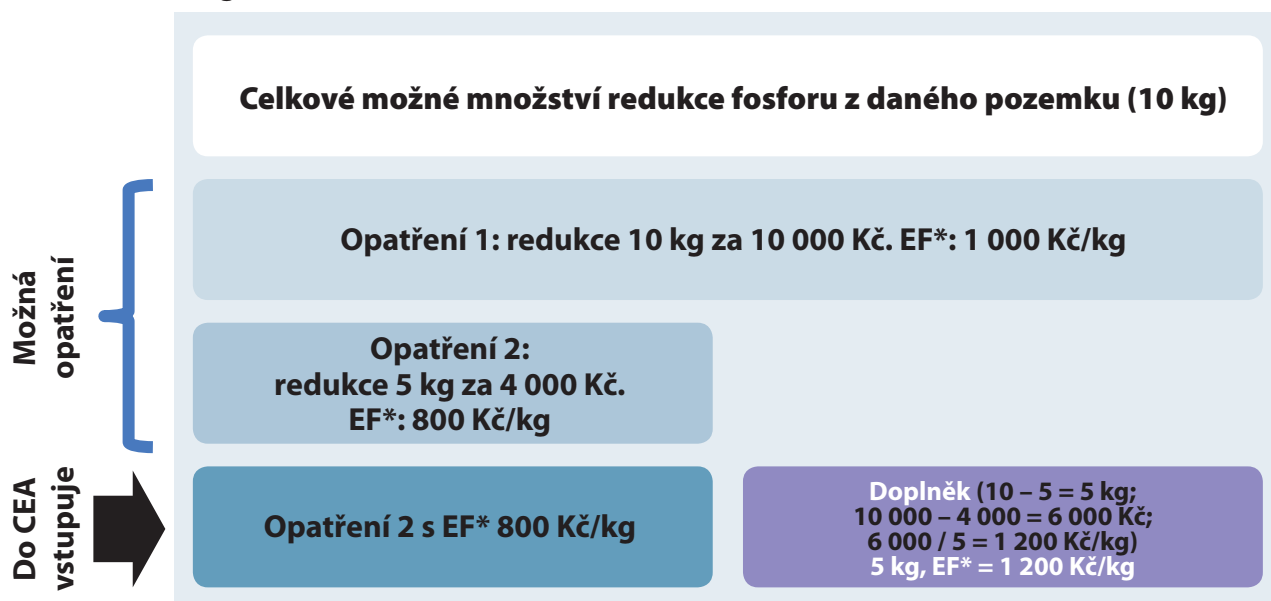 Celkové možné množství redukce fosforu z daného pozemku (10 kg)
Možná
opatření
Opatření 1: redukce 10 kg za 10 000 Kč. EF*: 1 000 Kč/kg
Opatření 2:
redukce 5 kg za 4 000 Kč.
EF*: 800 Kč/kg
Do CEA
vstupuje
Opatření 2 s EF* 800 Kč/kg
Doplněk (10 – 5 = 5 kg;
10 000 – 4 000 = 6 000 Kč;
6 000 / 5 = 1 200 Kč/kg)
5 kg, EF* = 1 200 Kč/kg